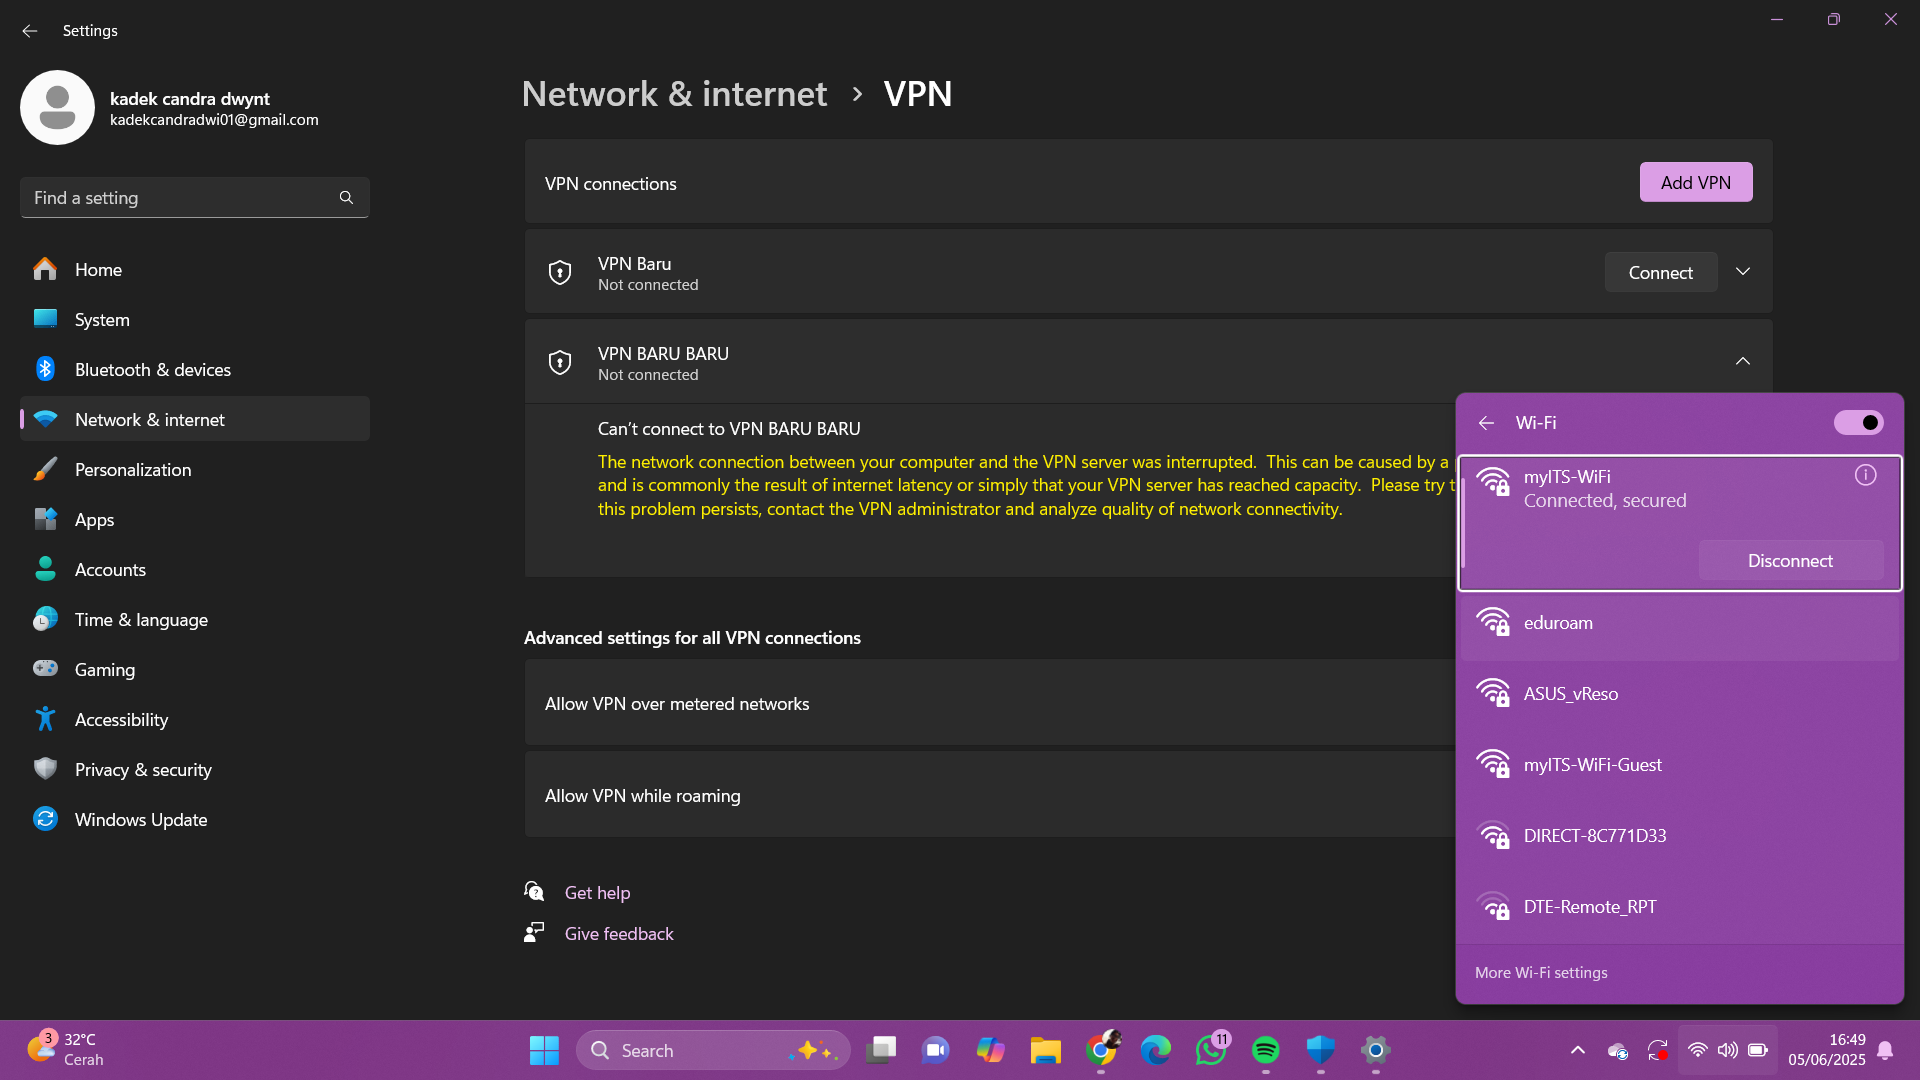 Settings
kadek candra dwynt
kadekcandradwi01@gmail.com
Find a setting
Home
System
Bluetooth & devices
Network & internet
Personalization
Apps
Accounts
Time & language
Gaming
Accessibility
Privacy & security
Windows Update
Network & internet > VPN
VPN connections
Add VPN
VPN Baru
Not connected
Connect
VPN BARU BARU
Not connected
Can't connect to VPN BARU BARU
The network connection between your computer and the VPN server was interrupted.  This can be caused by a
and is commonly the result of internet latency or simply that your VPN server has reached capacity.  Please try t
this problem persists, contact the VPN administrator and analyze quality of network connectivity.
Advanced settings for all VPN connections
Allow VPN over metered networks
Allow VPN while roaming
Get help
Give feedback
Wi-Fi
myITS-WiFi
Connected, secured
Disconnect
eduroam
ASUS_vReso
myITS-WiFi-Guest
DIRECT-8C771D33
DTE-Remote_RPT
More Wi-Fi settings
3
32°C
Cerah
Search
11
16:49
05/06/2025